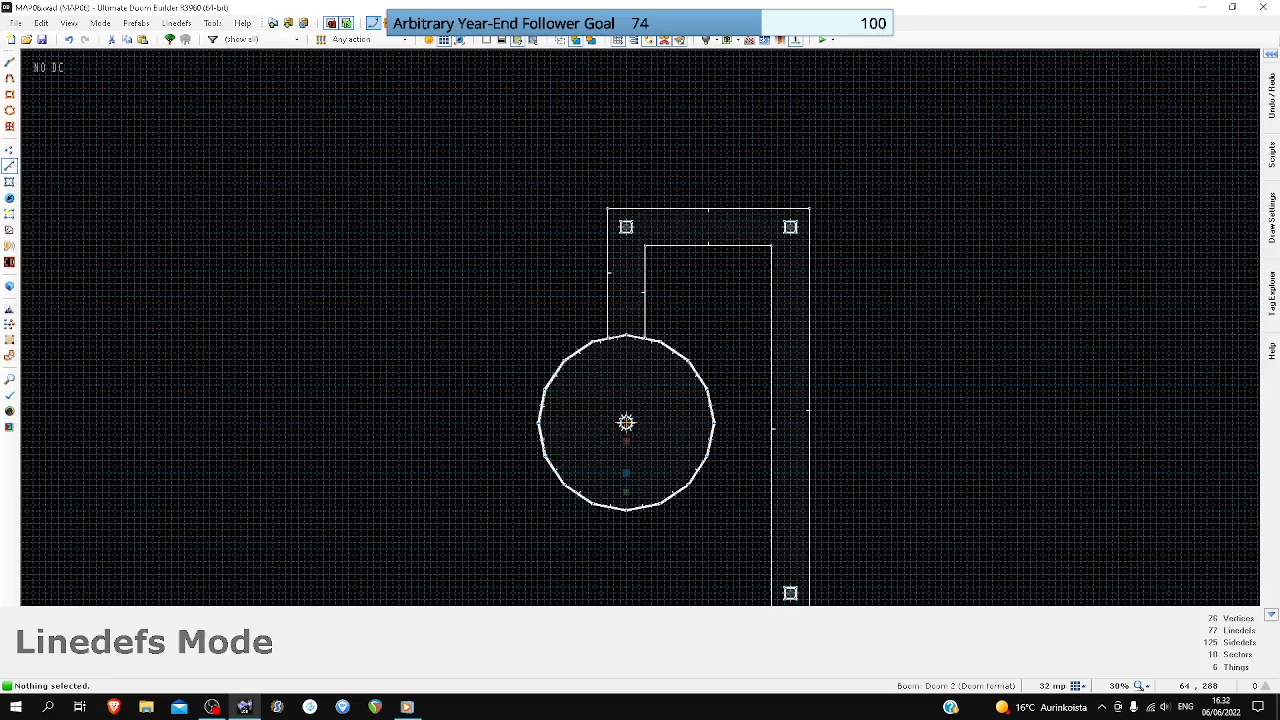 MAP06.wad (MAP06) - Ultimate Doom Builder R3960 (64-bit)
Arbitrary Year-End Follower Goal 74 100
File Edit View Mode Prefabs Tools Help
(show all)
Any action
NO DC
Undo / Redo
Scripts
Draw Settings
Tag Explorer
Help
Linedefs Mode
76 Vertices
77 Linedefs
125 Sidedefs
10 Sectors
6 Things
Nothing selected.
Boom: Doom 2 (Doom format)
32 mp
30%
64 , 288
0
16°C Aurinkoista
ENG
16.32
06/06/2022